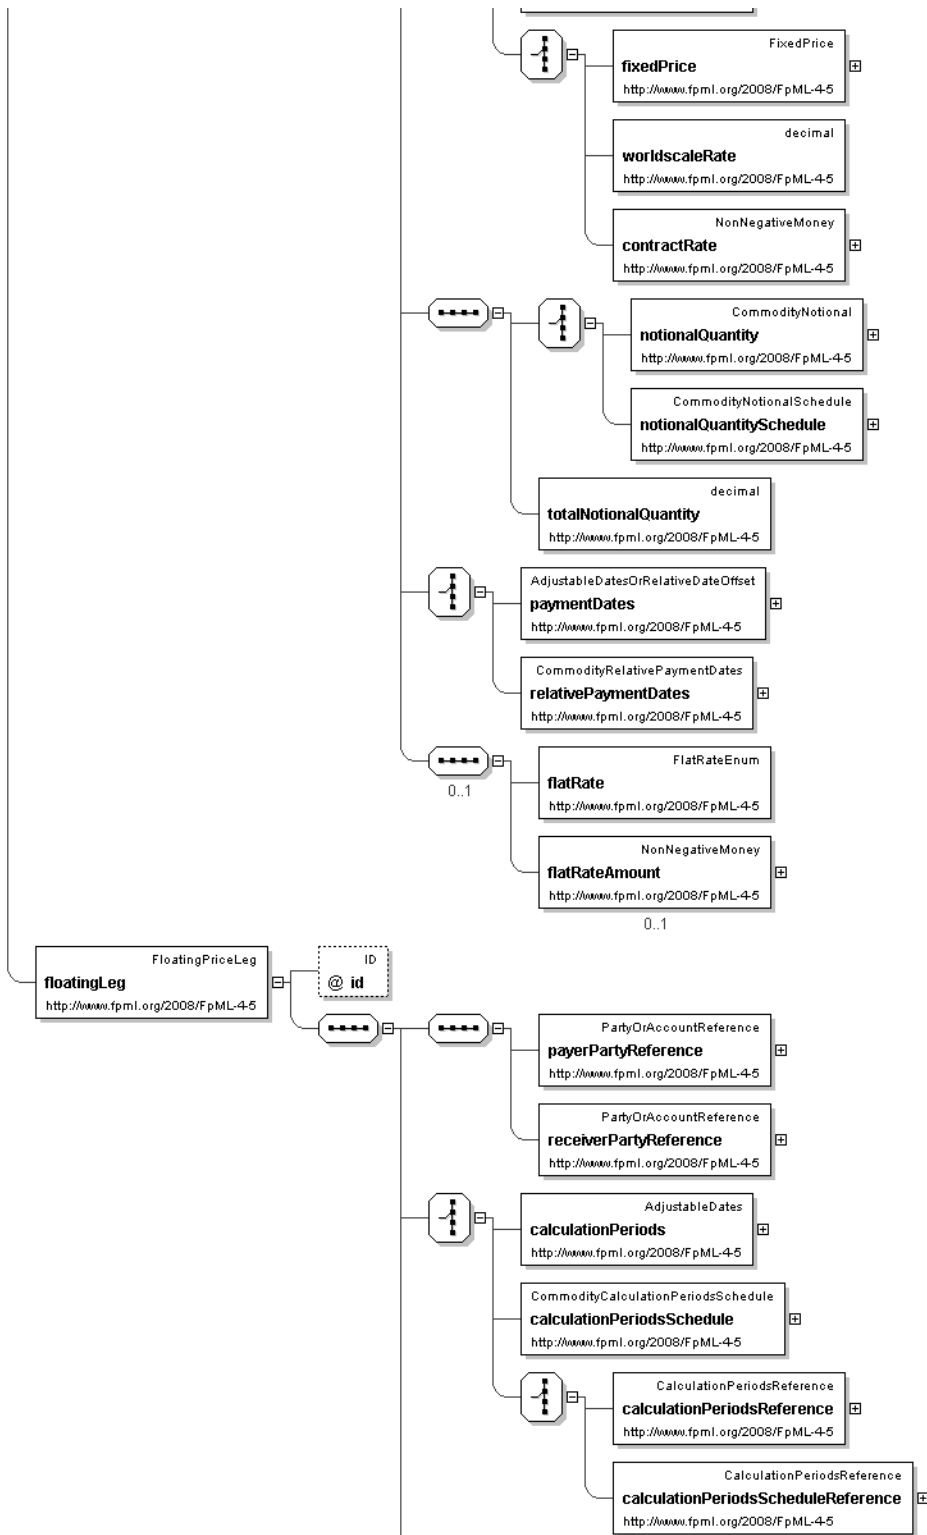 FixedPrice
fixedPrice
http://www.fpml.org/2008/FpML-4-5
decimal
worldscaleRate
http://www.fpml.org/2008/FpML-4-5
NonNegativeMoney
contractRate
http://www.fpml.org/2008/FpML-4-5
CommodityNotional
notionalQuantity
http://www.fpml.org/2008/FpML-4-5
CommodityNotionalSchedule
notionalQuantitySchedule
http://www.fpml.org/2008/FpML-4-5
decimal
totalNotionalQuantity
http://www.fpml.org/2008/FpML-4-5
AdjustableDatesOrRelativeDateOffset
paymentDates
http://www.fpml.org/2008/FpML-4-5
CommodityRelativePaymentDates
relativePaymentDates
http://www.fpml.org/2008/FpML-4-5
FlatRateEnum
flatRate
http://www.fpml.org/2008/FpML-4-5
0..1
NonNegativeMoney
flatRateAmount
http://www.fpml.org/2008/FpML-4-5
0..1
FloatingPriceLeg
floatingLeg
http://www.fpml.org/2008/FpML-4-5
ID
@ id
PartyOrAccountReference
payerPartyReference
http://www.fpml.org/2008/FpML-4-5
PartyOrAccountReference
receiverPartyReference
http://www.fpml.org/2008/FpML-4-5
AdjustableDates
calculationPeriods
http://www.fpml.org/2008/FpML-4-5
CommodityCalculationPeriodsSchedule
calculationPeriodsSchedule
http://www.fpml.org/2008/FpML-4-5
CalculationPeriodsReference
calculationPeriodsReference
http://www.fpml.org/2008/FpML-4-5
CalculationPeriodsReference
calculationPeriodsScheduleReference
http://www.fpml.org/2008/FpML-4-5